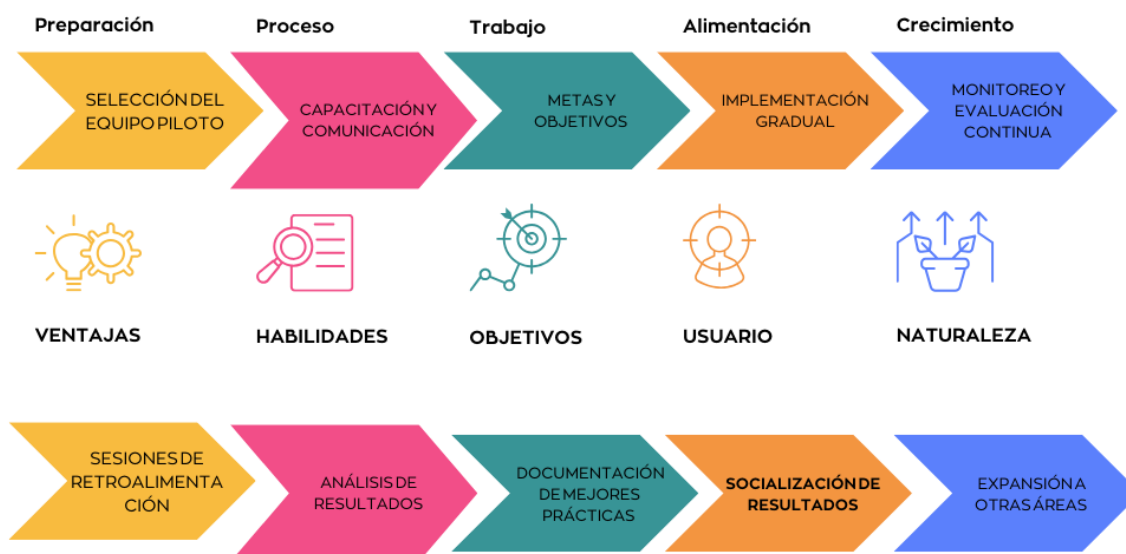 Preparación
Proceso
Trabajo
Alimentación
Crecimiento
SELECCIÓN DEL
EQUIPO PILOTO
CAPACITACIÓN Y
COMUNICACIÓN
METAS Y
OBJETIVOS
IMPLEMENTACIÓN
GRADUAL
MONITOREO Y
EVALUACIÓN
CONTINUA
VENTAJAS
HABILIDADES
OBJETIVOS
USUARIO
NATURALEZA
SESIONES DE
RETROALIMENTA
CIÓN
ANÁLISIS DE
RESULTADOS
DOCUMENTACIÓN
DE MEJORES
PRÁCTICAS
SOCIALIZACIÓN DE
RESULTADOS
EXPANSIÓN A
OTRAS ÁREAS